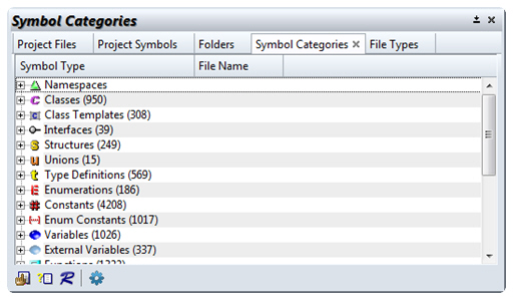 Symbol Categories
Project Files Project Symbols Folders Symbol Categories File Types
Symbol Type File Name
Namespaces
Classes (950)
Class Templates (308)
Interfaces (39)
Structures (249)
Unions (15)
Type Definitions (569)
Enumerations (186)
Constants (4208)
Enum Constants (1017)
Variables (1026)
External Variables (337)